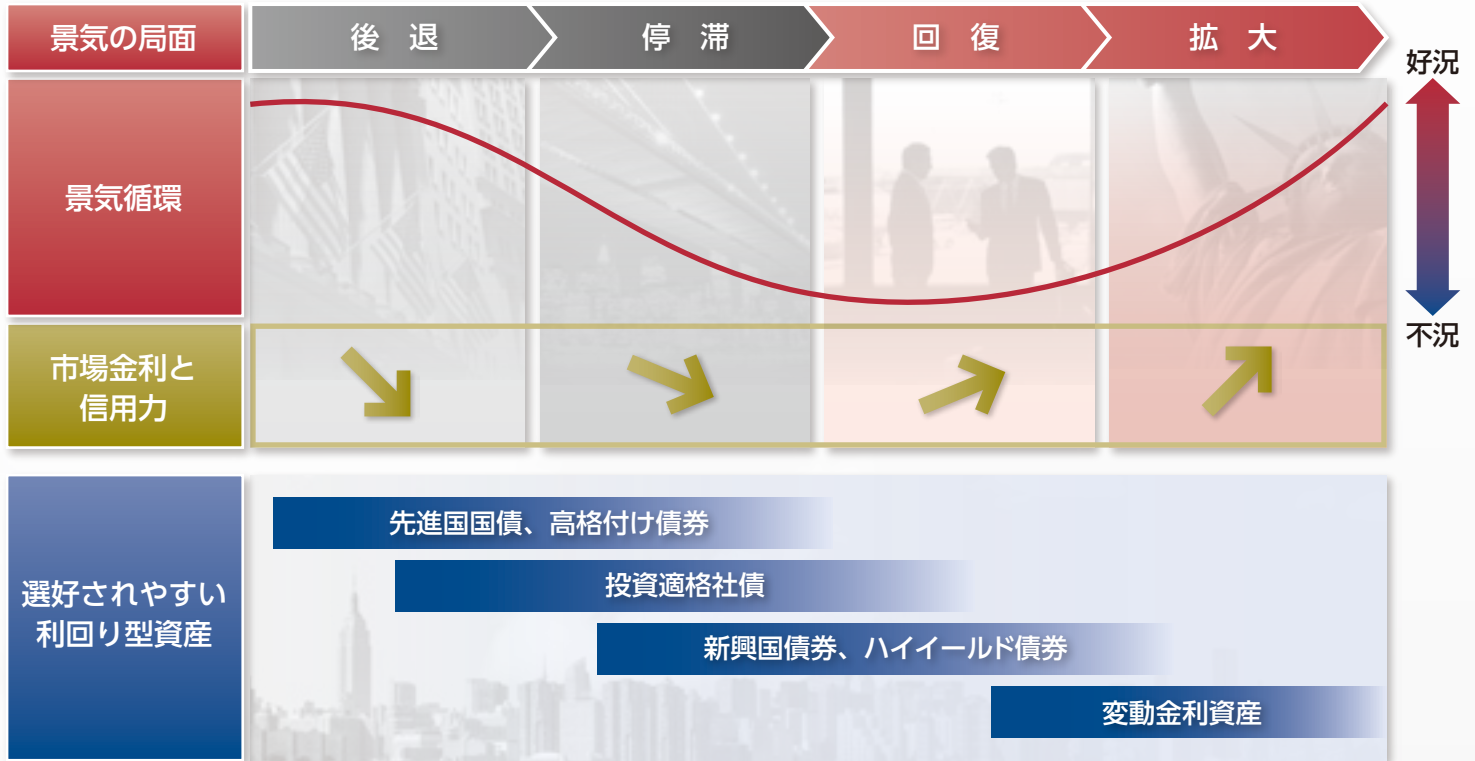 景気の局面
後退
停滞
回復
拡大
好況
景気循環
不況
市場金利と
信用力
選好されやすい
利回り型資産
先進国国債、高格付け債券
投資適格社債
新興国債券、ハイイールド債券
変動金利資産